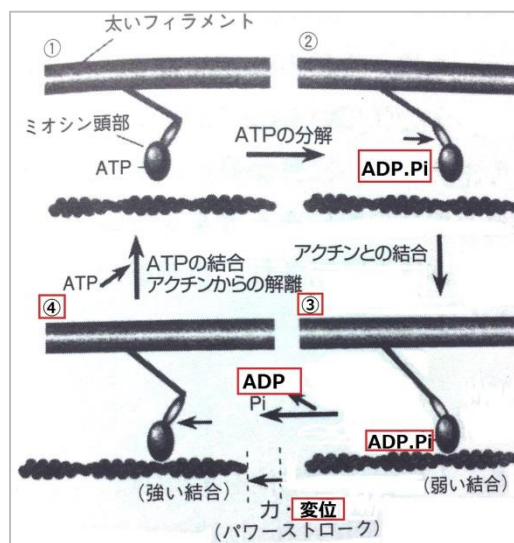 太いフィラメント
①
②
ミオシン頭部
ATP
ATPの分解
ADP.Pi
アクチンとの結合
ATP
ATPの結合
アクチンからの解離
④
③
ADP
Pi
ADP.Pi
(強い結合)
(弱い結合)
力・変位
(パワーストローク)